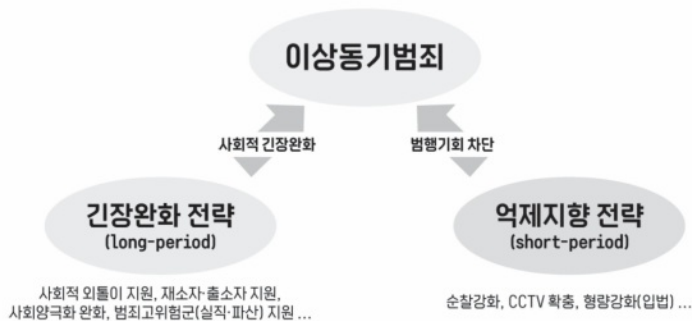 이상동기범죄
사회적 긴장완화
범행기회 차단
긴장완화 전략
(long-period)
억제지향 전략
(short-period)
사회적 외톨이 지원, 재소자·출소자 지원,
사회양극화 완화, 범죄고위험군(실직·파산) 지원 ...
순찰강화, CCTV 확충, 형량강화(입법) ...